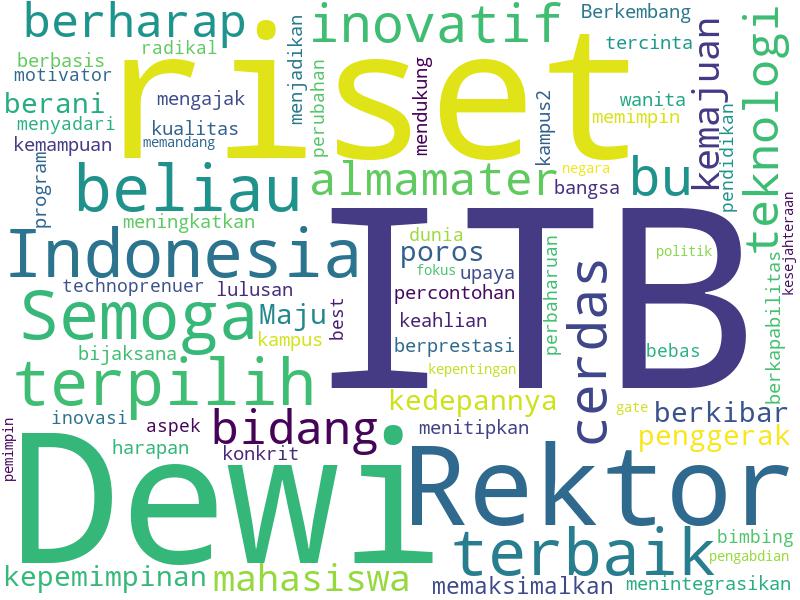 berharap
inovatif
Berkembang
radikal
tercinta
berbasis
motivator
riset
menjadikan
perubahan
mendukung
kampus2
kemajuan
teknologi
berani
mengajak
wanita
menyadari
kualitas
memimpin
kemampuan
memandang
pendidikan
program
beliau
almamater
negara
bangsa
bu
meningkatkan
ITB
Indonesia
dunia
poros
fokus
upaya
perbaharuan
politik
kesejahteraan
technoprenuer
lulusan
percontohan
cerdas
berkapabilitas
Semoga
Maju
best
keahlian
kampus
berprestasi
bebas
bijaksana
terpilih
kepentingan
kedepannya
gate
berkibar
inovasi
aspek
bidang
menitipkan
penggerak
pemimpin
harapan
konkrit
Dewi
Rektor
terbaik
bimbing
pengabdian
kepemimpinan
mahasiswa
memaksimalkan
menintegrasikan